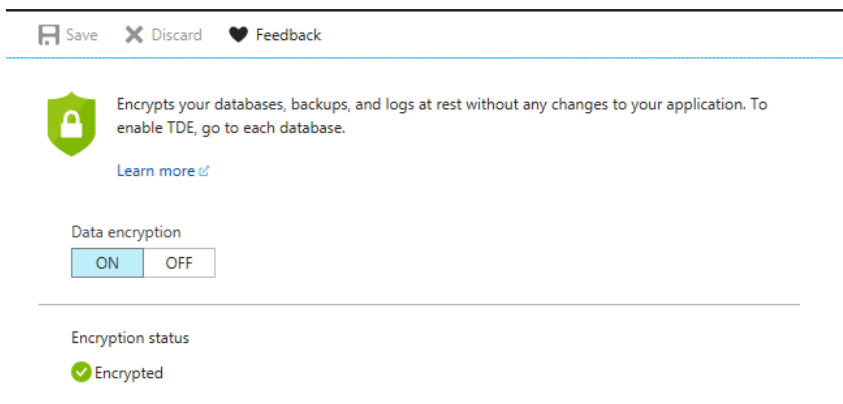 Save Discard Feedback
Encrypts your databases, backups, and logs at rest without any changes to your application. To
enable TDE, go to each database.
Learn more
Data encryption
ON OFF
Encryption status
Encrypted